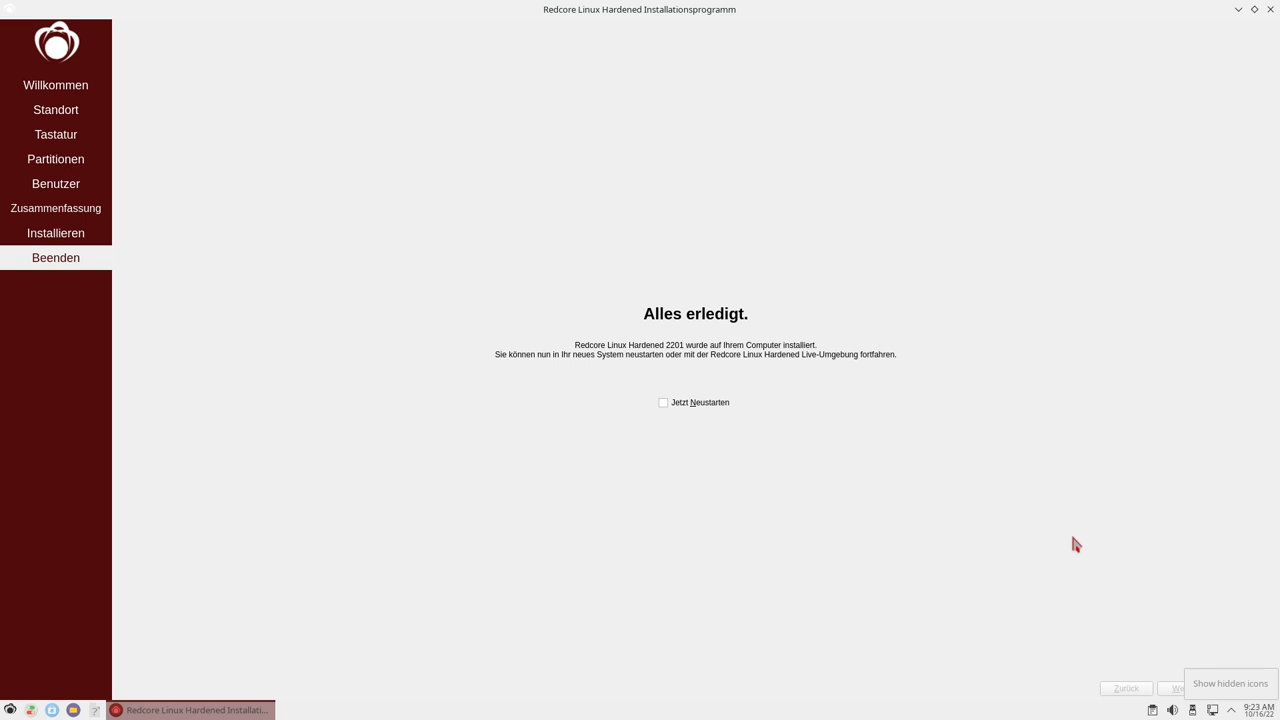 Redcore Linux Hardened Installationsprogramm
Willkommen
Standort
Tastatur
Partitionen
Benutzer
Zusammenfassung
Installieren
Beenden
Alles erledigt.
Redcore Linux Hardened 2201 wurde auf Ihrem Computer installiert.
Sie können nun in Ihr neues System neustarten oder mit der Redcore Linux Hardened Live-Umgebung fortfahren.
Jetzt Neustarten
Zurück
Show hidden icons
Redcore Linux Hardened Installati...
9:23 AM
10/16/22